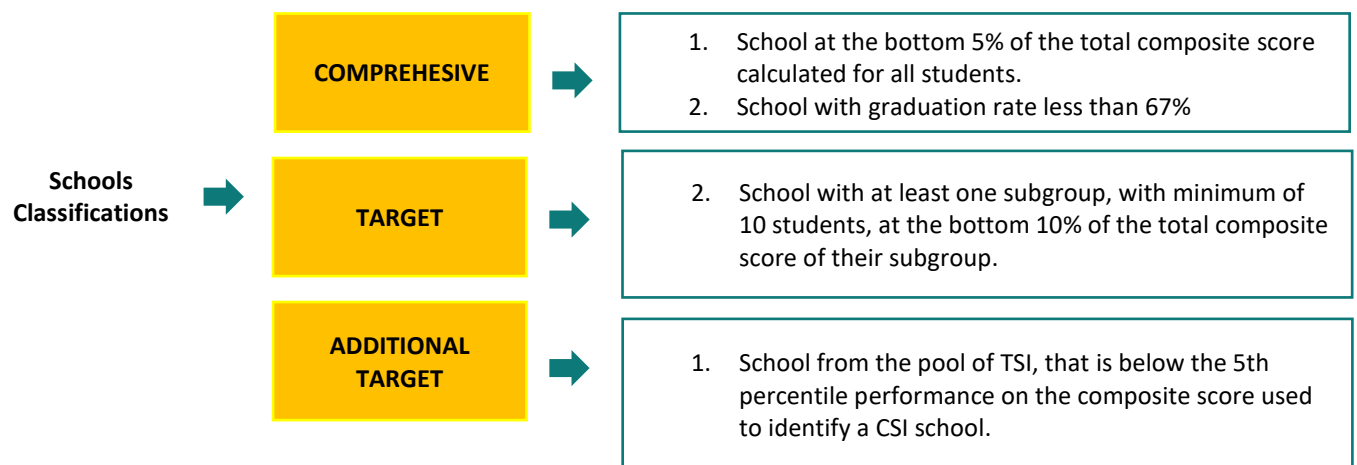 Schools
Classifications
COMPREHESIVE
1. School at the bottom 5% of the total composite score
calculated for all students.
2. School with graduation rate less than 67%
TARGET
2. School with at least one subgroup, with minimum of
10 students, at the bottom 10% of the total composite
score of their subgroup.
ADDITIONAL
TARGET
1. School from the pool of TSI, that is below the 5th
percentile performance on the composite score used
to identify a CSI school.